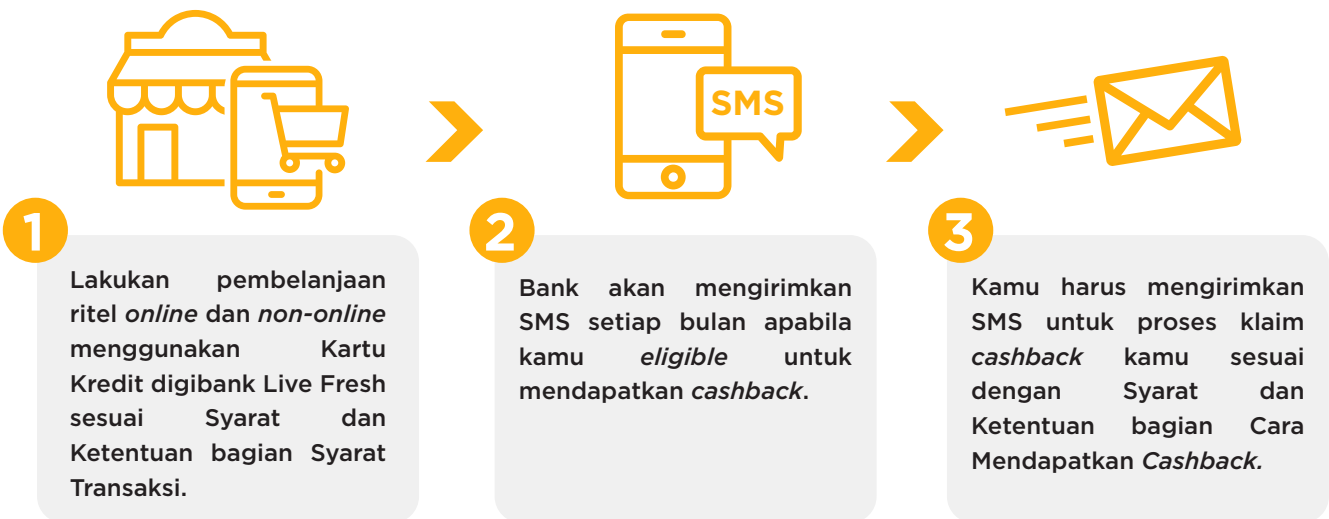 SMS
1
Lakukan pembelanjaan
ritel online dan non-online
menggunakan Kartu
Kredit digibank Live Fresh
sesuai Syarat dan
Ketentuan bagian Syarat
Transaksi.
2
Bank akan mengirimkan
SMS setiap bulan apabila
kamu eligible untuk
mendapatkan cashback.
3
Kamu harus mengirimkan
SMS untuk proses klaim
cashback kamu sesuai
dengan Syarat dan
Ketentuan bagian Cara
Mendapatkan Cashback.